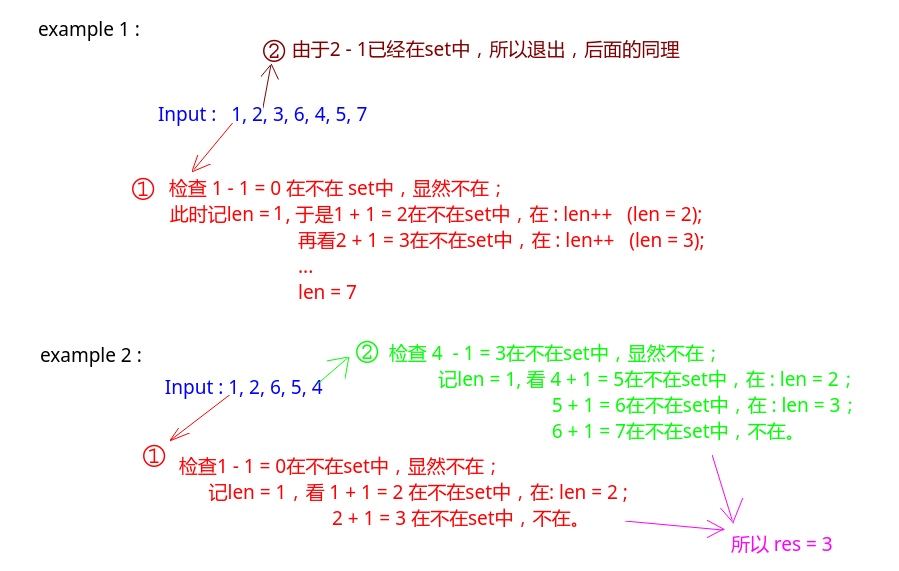 example 1 :
② 由于2 - 1已经在set中，所以退出，后面的同理
Input :   1, 2, 3, 6, 4, 5, 7
① 检查 1 - 1 = 0 在不在 set中，显然不在；
此时记len = 1, 于是1 + 1 = 2在不在set中，在 : len++   (len = 2);
再看2 + 1 = 3在不在set中，在 : len++   (len = 3);
...
len = 7
example 2 :
② 检查 4  - 1 = 3在不在set中，显然不在；
记len = 1, 看 4 + 1 = 5在不在set中，在 : len = 2；
5 + 1 = 6在不在set中，在 : len = 3；
6 + 1 = 7在不在set中，不在。
Input : 1, 2, 6, 5, 4
① 检查1 - 1 = 0在不在set中，显然不在；
记len = 1，看 1 + 1 = 2 在不在set中，在: len = 2 ;
2 + 1 = 3 在不在set中，不在。
所以 res = 3